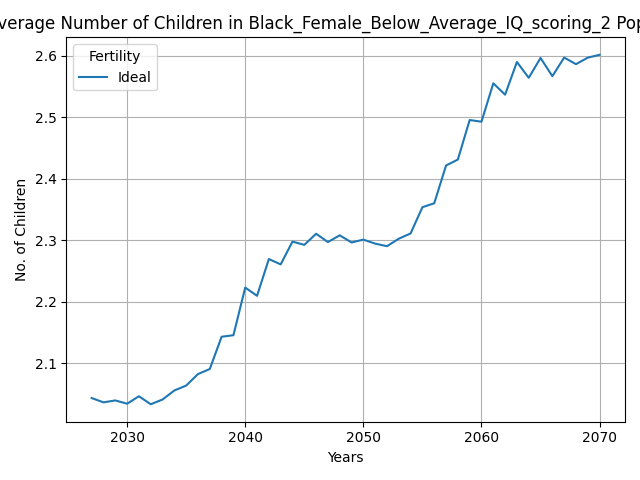 verage Number of Children in Black_Female_Below_Average_IQ_scoring_2 Pop
Fertility
Ideal
2.6
2.5
2.4
2.3
2.2
2.1
No. of Children
2030 2040 2050 2060 2070
Years